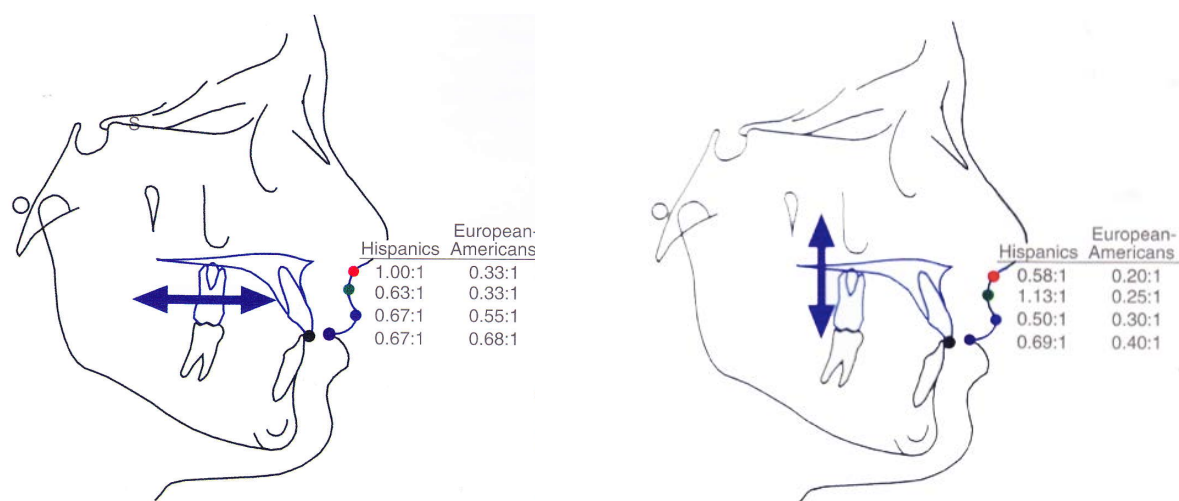 S
European-
Hispanics Americans
1.00:1 0.33:1
0.63:1 0.33:1
0.67:1 0.55:1
0.67:1 0.68:1
European-
Hispanics Americans
0.58:1 0.20:1
1.13:1 0.25:1
0.50:1 0.30:1
0.69:1 0.40:1